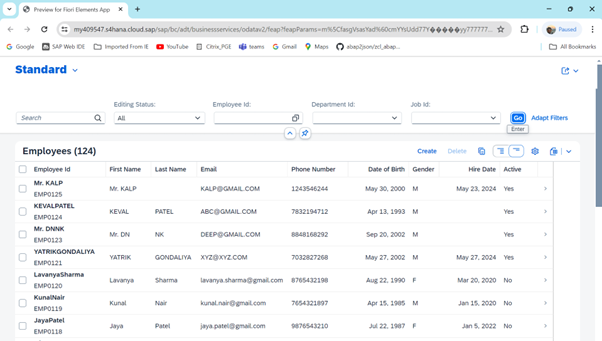 Preview for Fiori Elements App
my409547.s4hana.cloud.sap/sap/bc/adt/businessservices/odatav2/feap?feapParams=
Paused
Google
SAP Web IDE
Imported From IE
YouTube
Citrix_PGE
teams
Gmail
Maps
abap2json/zcl_abap...
All Bookmarks
Standard
Editing Status: Employee Id: Department Id: Job Id:
Search All Go Adapt Filters
Enter
Employees (124) Create Delete
Employee Id First Name Last Name Email Phone Number Date of Birth Gender Hire Date Active
Mr. KALP
EMP0125 Mr. KALP KALP@GMAIL.COM 1243546244 May 30, 2000 M May 23, 2024 Yes
KEVALPATEL
EMP0124 KEVAL PATEL ABC@GMAIL.COM 7832194712 Apr 13, 1993 M Yes
Mr. DNNK
EMP0123 Mr. DN NK DEEP@GMAIL.COM 8848168292 Sep 20, 2002 M Yes
YATRIKGONDALIYA
EMP0121 YATRIK GONDALIYA XYZ@XYZ.COM 7032827268 May 27, 2002 M May 27, 2024 Yes
LavanyaSharma
EMP0120 Lavanya Sharma lavanya.sharma@gmail.com 8765432198 Aug 22, 1990 F Mar 20, 2020 No
KunalNair
EMP0119 Kunal Nair kunal.nair@gmail.com 7654321897 Apr 15, 1985 M Jan 15, 2020 No
JayaPatel
EMP0118 Jaya Patel jaya.patel@gmail.com 9876543210 Jul 22, 1987 F Jan 5, 2022 No